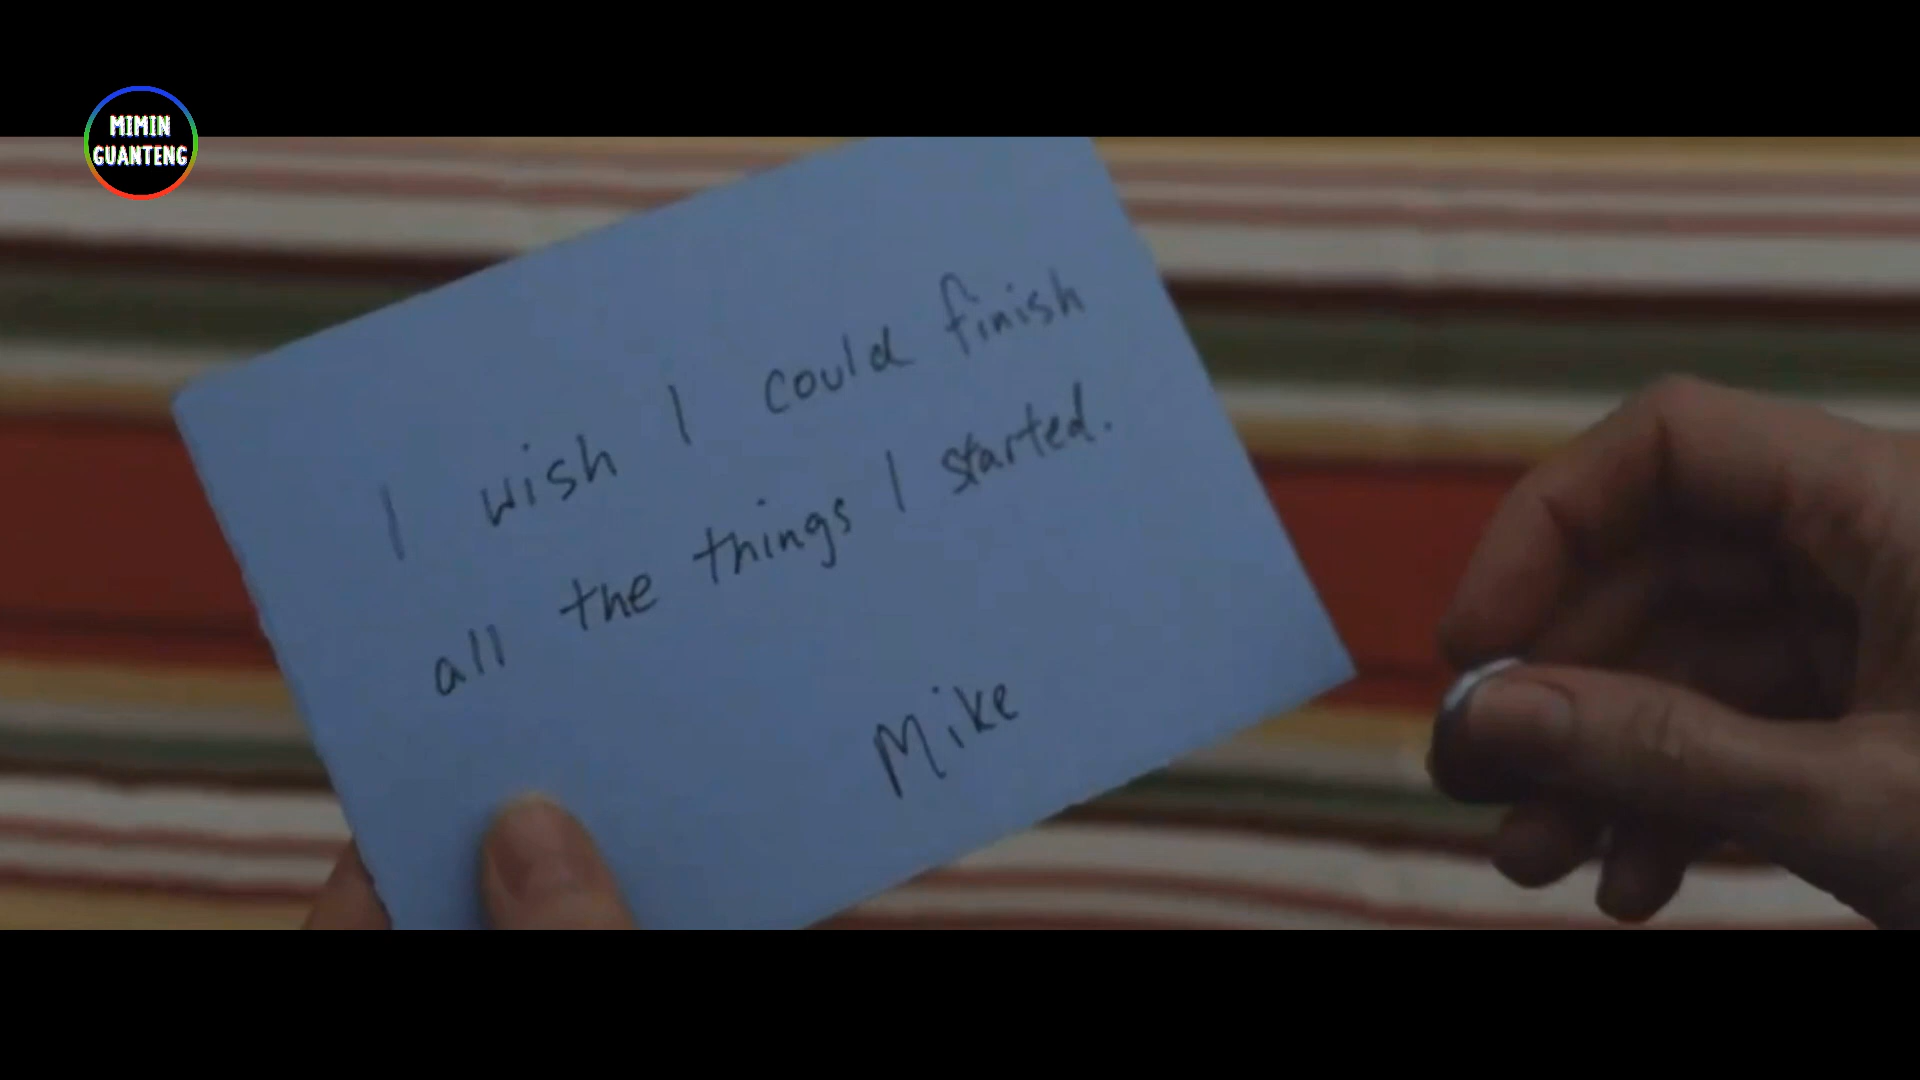 MIMIN
GUANTENG
I wish I could finish
all the things I started.
Mike